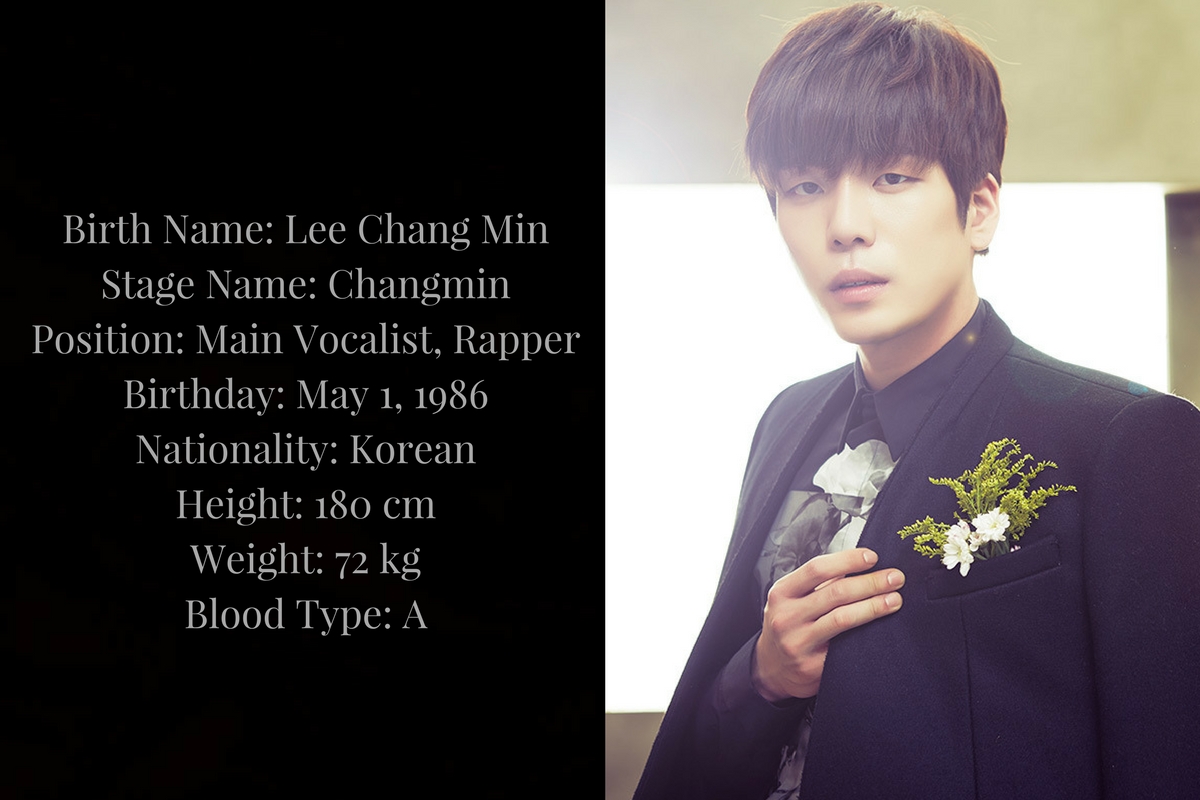 Birth Name: Lee Chang Min
Stage Name: Changmin
Position: Main Vocalist, Rapper
Birthday: May 1, 1986
Nationality: Korean
Height: 180 cm
Weight: 72 kg
Blood Type: A